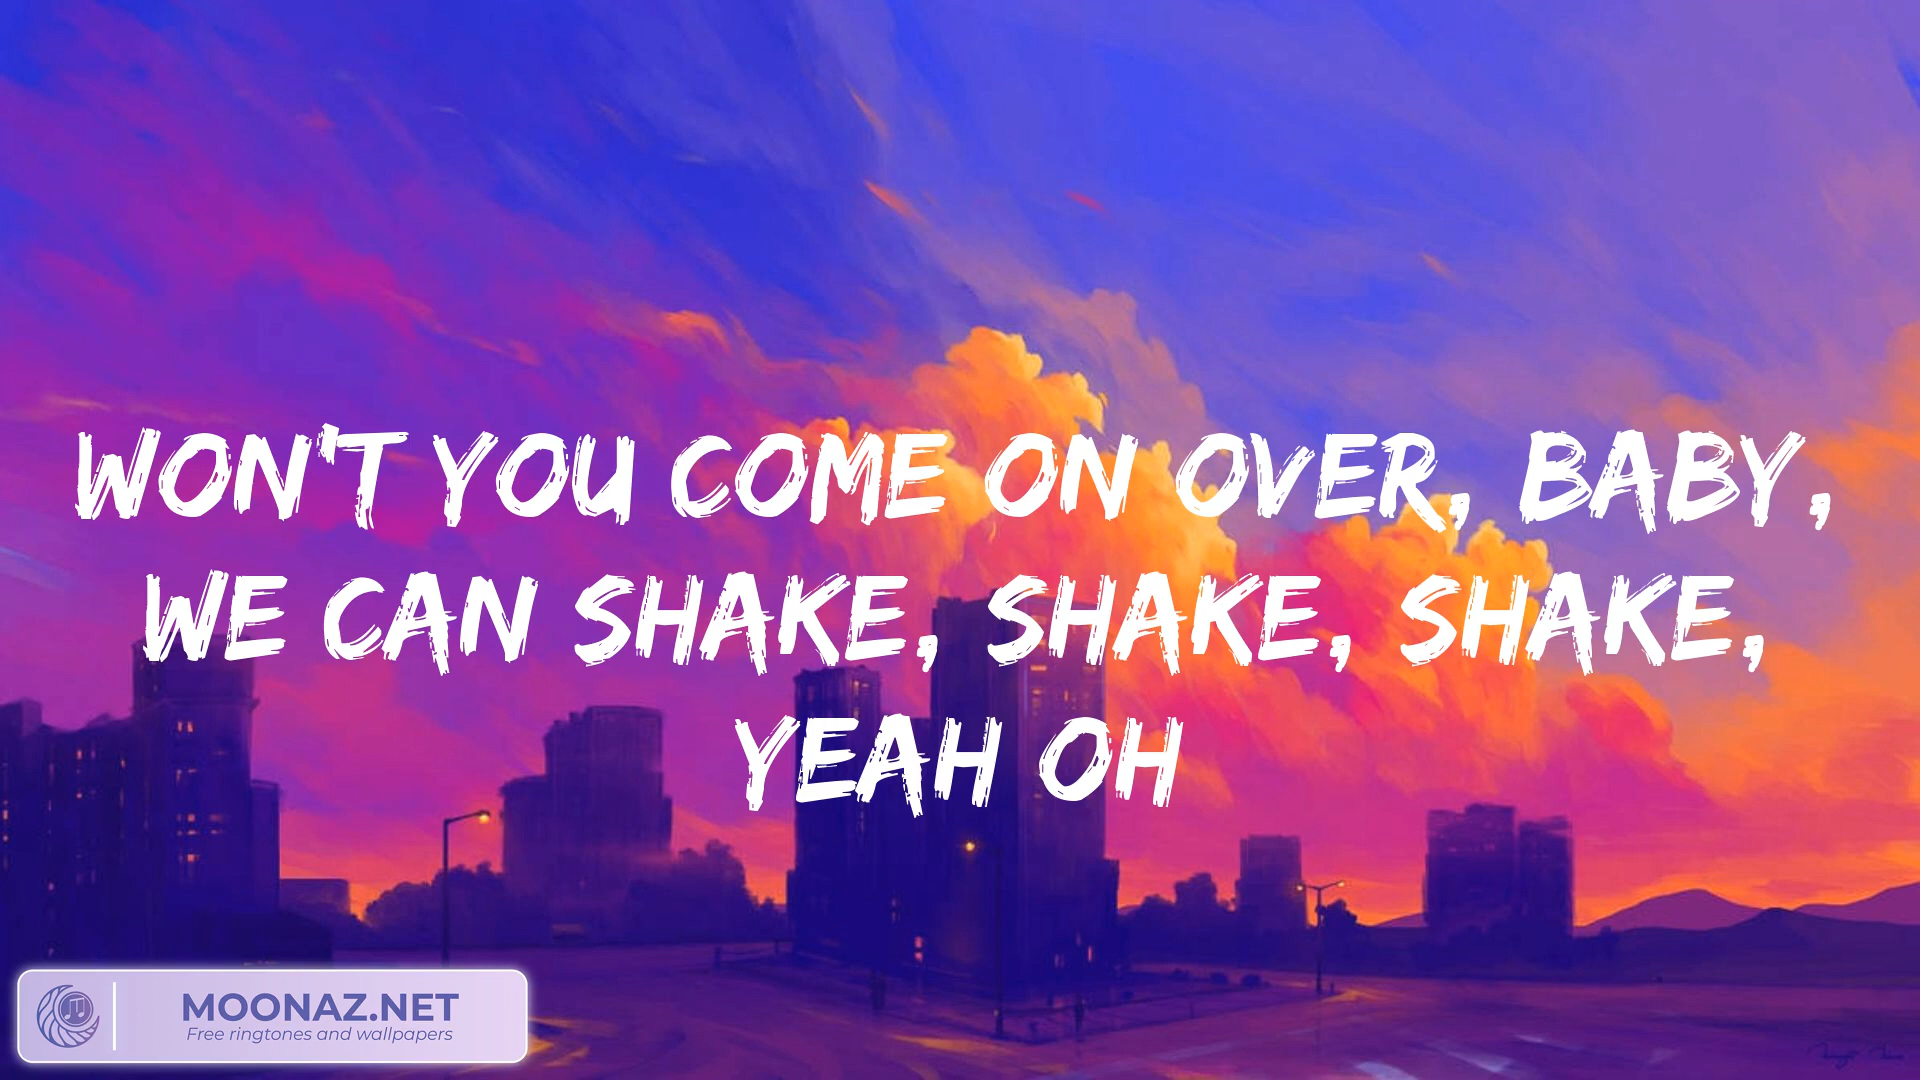 WON'T YOU COME ON OVER, BABY,
WE CAN SHAKE, SHAKE, SHAKE,
YEAH OH
MOONAZ.NET
Free ringtones and wallpapers